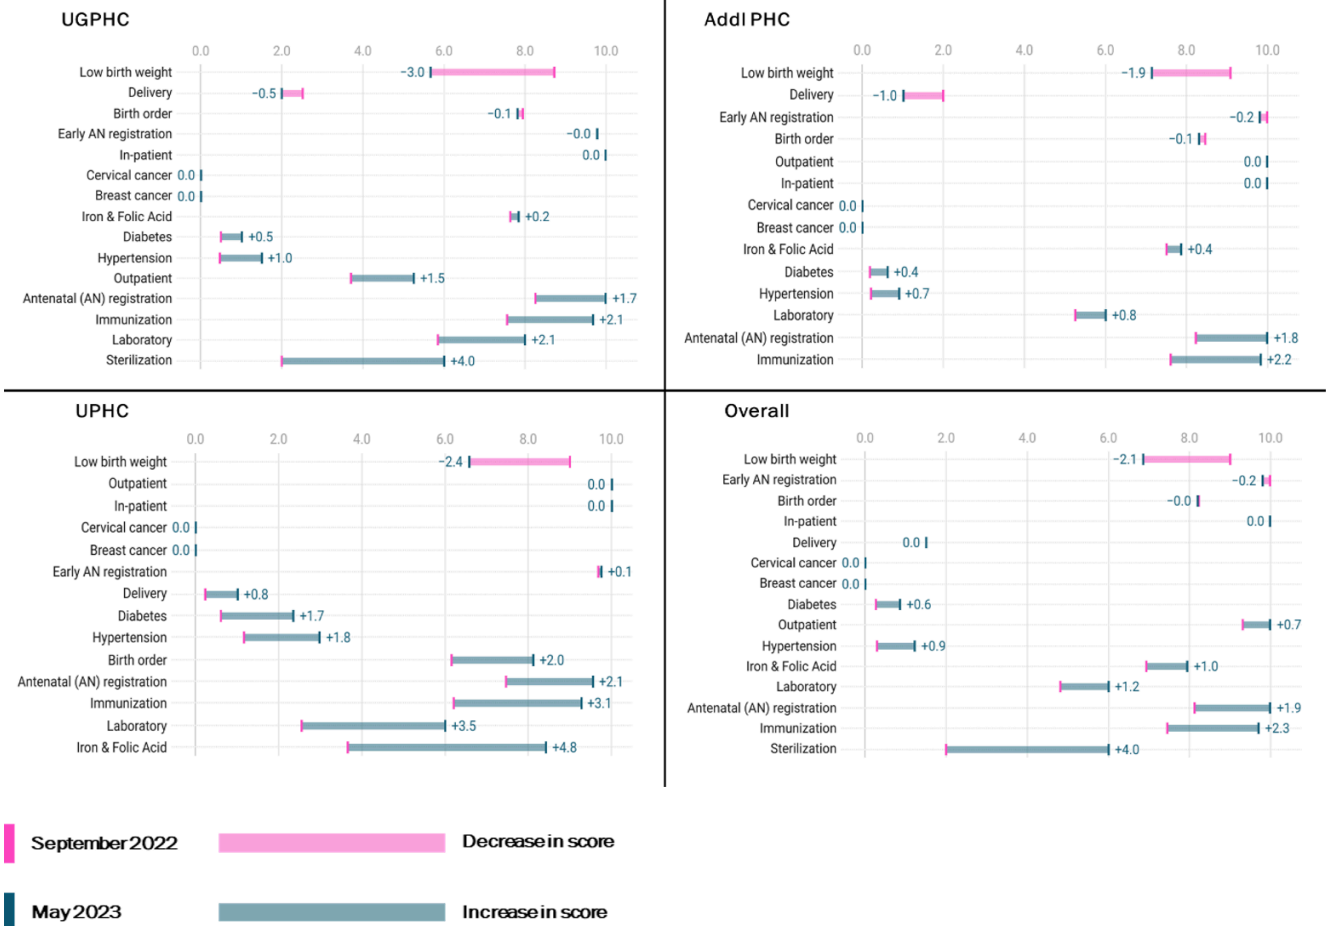 UGPHC
0.0 2.0 4.0 6.0 8.0 10.0
Low birth weight −3.0
Delivery −0.5
Birth order −0.1
Early AN registration −0.0
In-patient 0.0
Cervical cancer 0.0
Breast cancer 0.0
Iron & Folic Acid +0.2
Diabetes +0.5
Hypertension +1.0
Outpatient +1.5
Antenatal (AN) registration +1.7
Immunization +2.1
Laboratory +2.1
Sterilization +4.0
Addl PHC
0.0 2.0 4.0 6.0 8.0 10.0
Low birth weight −1.9
Delivery −1.0
Early AN registration −0.2
Birth order −0.1
Outpatient 0.0
In-patient 0.0
Cervical cancer 0.0
Breast cancer 0.0
Iron & Folic Acid +0.4
Diabetes +0.4
Hypertension +0.7
Laboratory +0.8
Antenatal (AN) registration +1.8
Immunization +2.2
UPHC
0.0 2.0 4.0 6.0 8.0 10.0
Low birth weight −2.4
Outpatient 0.0
In-patient 0.0
Cervical cancer 0.0
Breast cancer 0.0
Early AN registration +0.1
Delivery +0.8
Diabetes +1.7
Hypertension +1.8
Birth order +2.0
Antenatal (AN) registration +2.1
Immunization +3.1
Laboratory +3.5
Iron & Folic Acid +4.8
Overall
0.0 2.0 4.0 6.0 8.0 10.0
Low birth weight −2.1
Early AN registration −0.2
Birth order −0.0
In-patient 0.0
Delivery 0.0
Cervical cancer 0.0
Breast cancer 0.0
Diabetes +0.6
Outpatient +0.7
Hypertension +0.9
Iron & Folic Acid +1.0
Laboratory +1.2
Antenatal (AN) registration +1.9
Immunization +2.3
Sterilization +4.0
September 2022 Decrease in score
May 2023 Increase in score